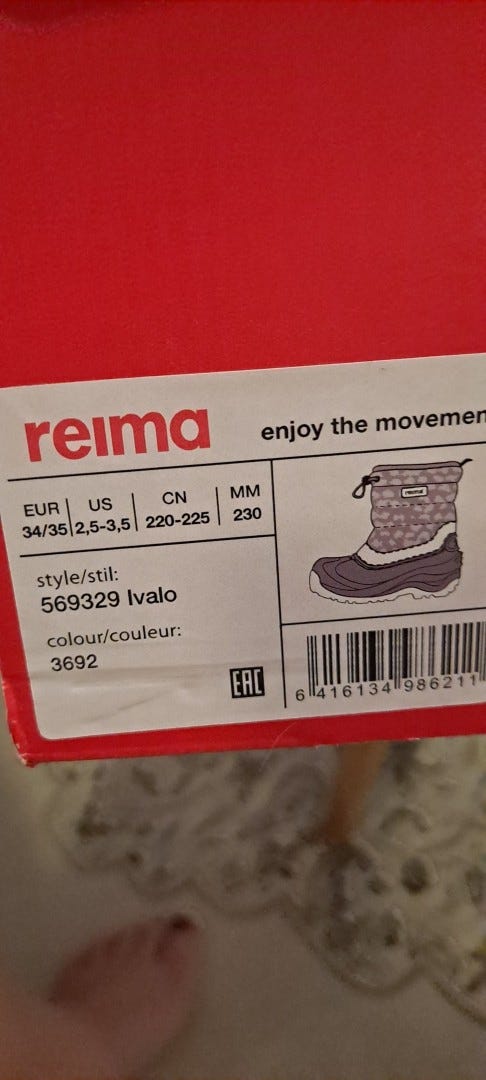 reima
enjoy the movemen
EUR US CN MM
34/35 2,5-3,5 220-225 230
reima
style/stil:
569329 Ivalo
colour/couleur:
3692
EAC
6 416134 986211